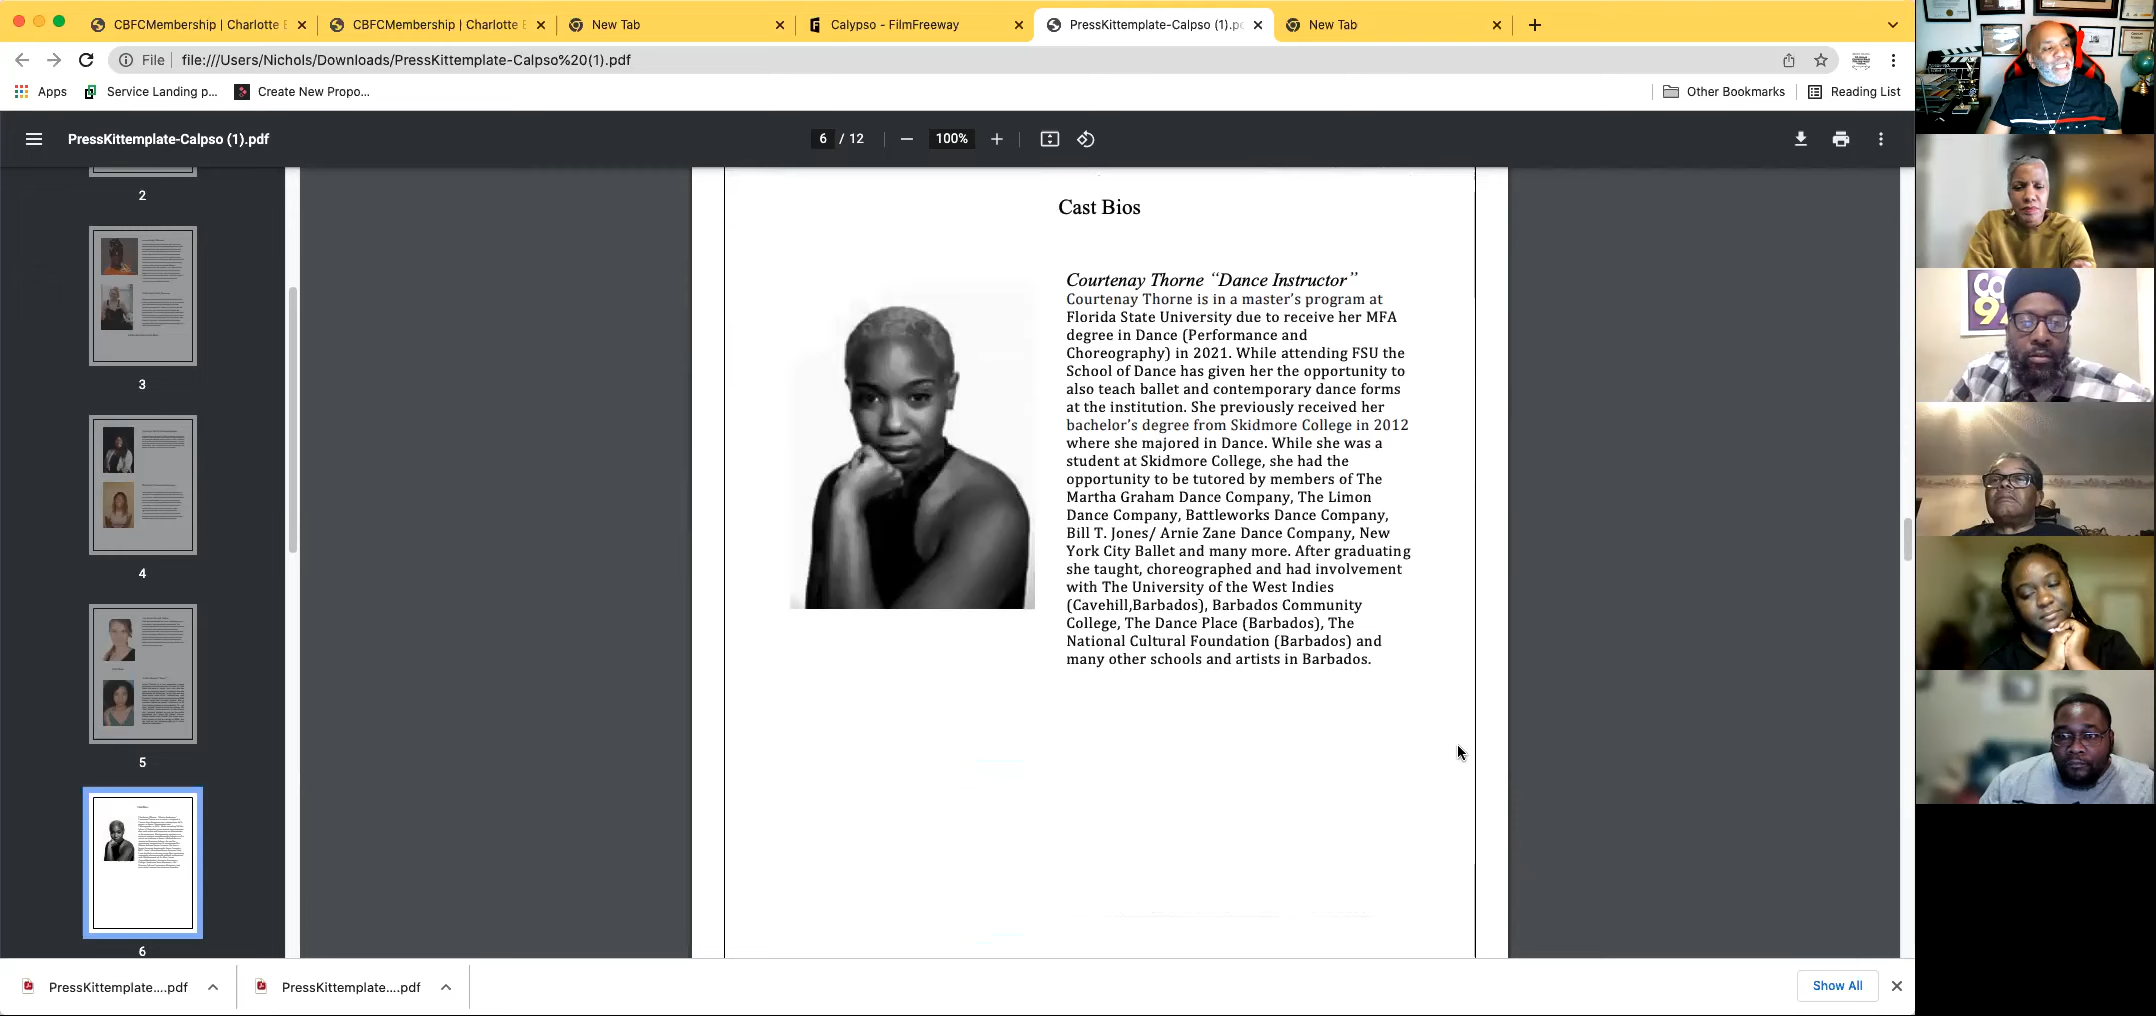 CBFCMembership | Charlotte B
CBFCMembership | Charlotte B
New Tab
Calypso - FilmFreeway
PressKittemplate-Calpso (1).pd
New Tab
File
file:///Users/Nichols/Downloads/PressKittemplate-Calpso%20(1).pdf
Apps
Service Landing p...
Create New Propo...
Other Bookmarks
Reading List
PressKittemplate-Calpso (1).pdf
6 / 12
100%
2
3
4
5
6
Cast Bios
Courtenay Thorne “Dance Instructor”
Courtenay Thorne is in a master’s program at
Florida State University due to receive her MFA
degree in Dance (Performance and
Choreography) in 2021. While attending FSU the
School of Dance has given her the opportunity to
also teach ballet and contemporary dance forms
at the institution. She previously received her
bachelor’s degree from Skidmore College in 2012
where she majored in Dance. While she was a
student at Skidmore College, she had the
opportunity to be tutored by members of The
Martha Graham Dance Company, The Limon
Dance Company, Battleworks Dance Company,
Bill T. Jones/ Arnie Zane Dance Company, New
York City Ballet and many more. After graduating
she taught, choreographed and had involvement
with The University of the West Indies
(Cavehill,Barbados), Barbados Community
College, The Dance Place (Barbados), The
National Cultural Foundation (Barbados) and
many other schools and artists in Barbados.
PressKittemplate....pdf
PressKittemplate....pdf
Show All